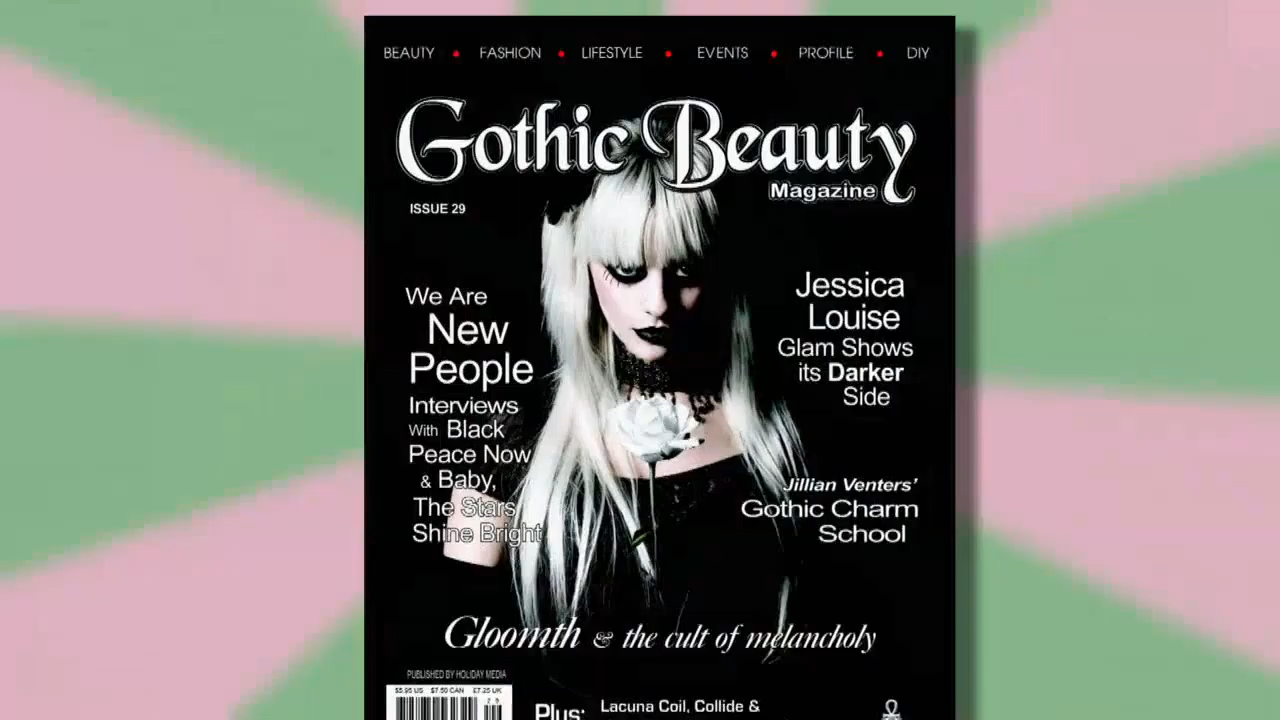 BEAUTY • FASHION • LIFESTYLE • EVENTS • PROFILE • DIY
Gothic Beauty
Magazine
ISSUE 29
We Are
New
People
Interviews
With Black
Peace Now
& Baby,
The Stars
Shine Bright
Jessica
Louise
Glam Shows
its Darker
Side
Jillian Venters'
Gothic Charm
School
Gloomth & the cult of melancholy
PUBLISHED BY HOLIDAY MEDIA
$5.95 US $7.50 CAN £7.25 UK
Plus:
Lacuna Coil, Collide &